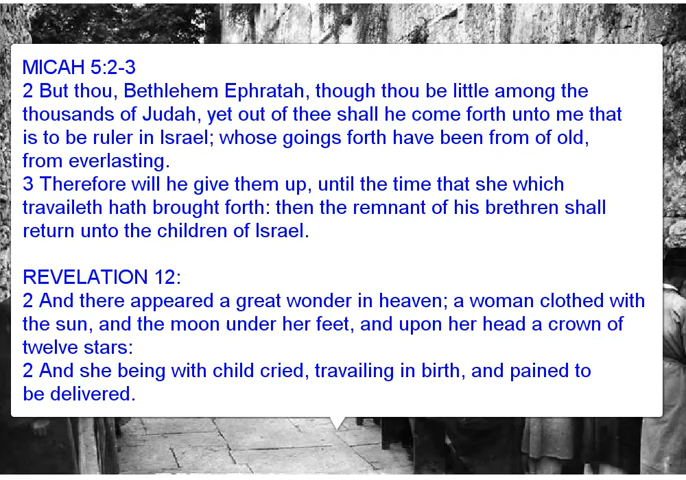 MICAH 5:2-3
2 But thou, Bethlehem Ephratah, though thou be little among the
thousands of Judah, yet out of thee shall he come forth unto me that
is to be ruler in Israel; whose goings forth have been from of old,
from everlasting.
3 Therefore will he give them up, until the time that she which
travaileth hath brought forth: then the remnant of his brethren shall
return unto the children of Israel.
REVELATION 12:
2 And there appeared a great wonder in heaven; a woman clothed with
the sun, and the moon under her feet, and upon her head a crown of
twelve stars:
2 And she being with child cried, travailing in birth, and pained to
be delivered.